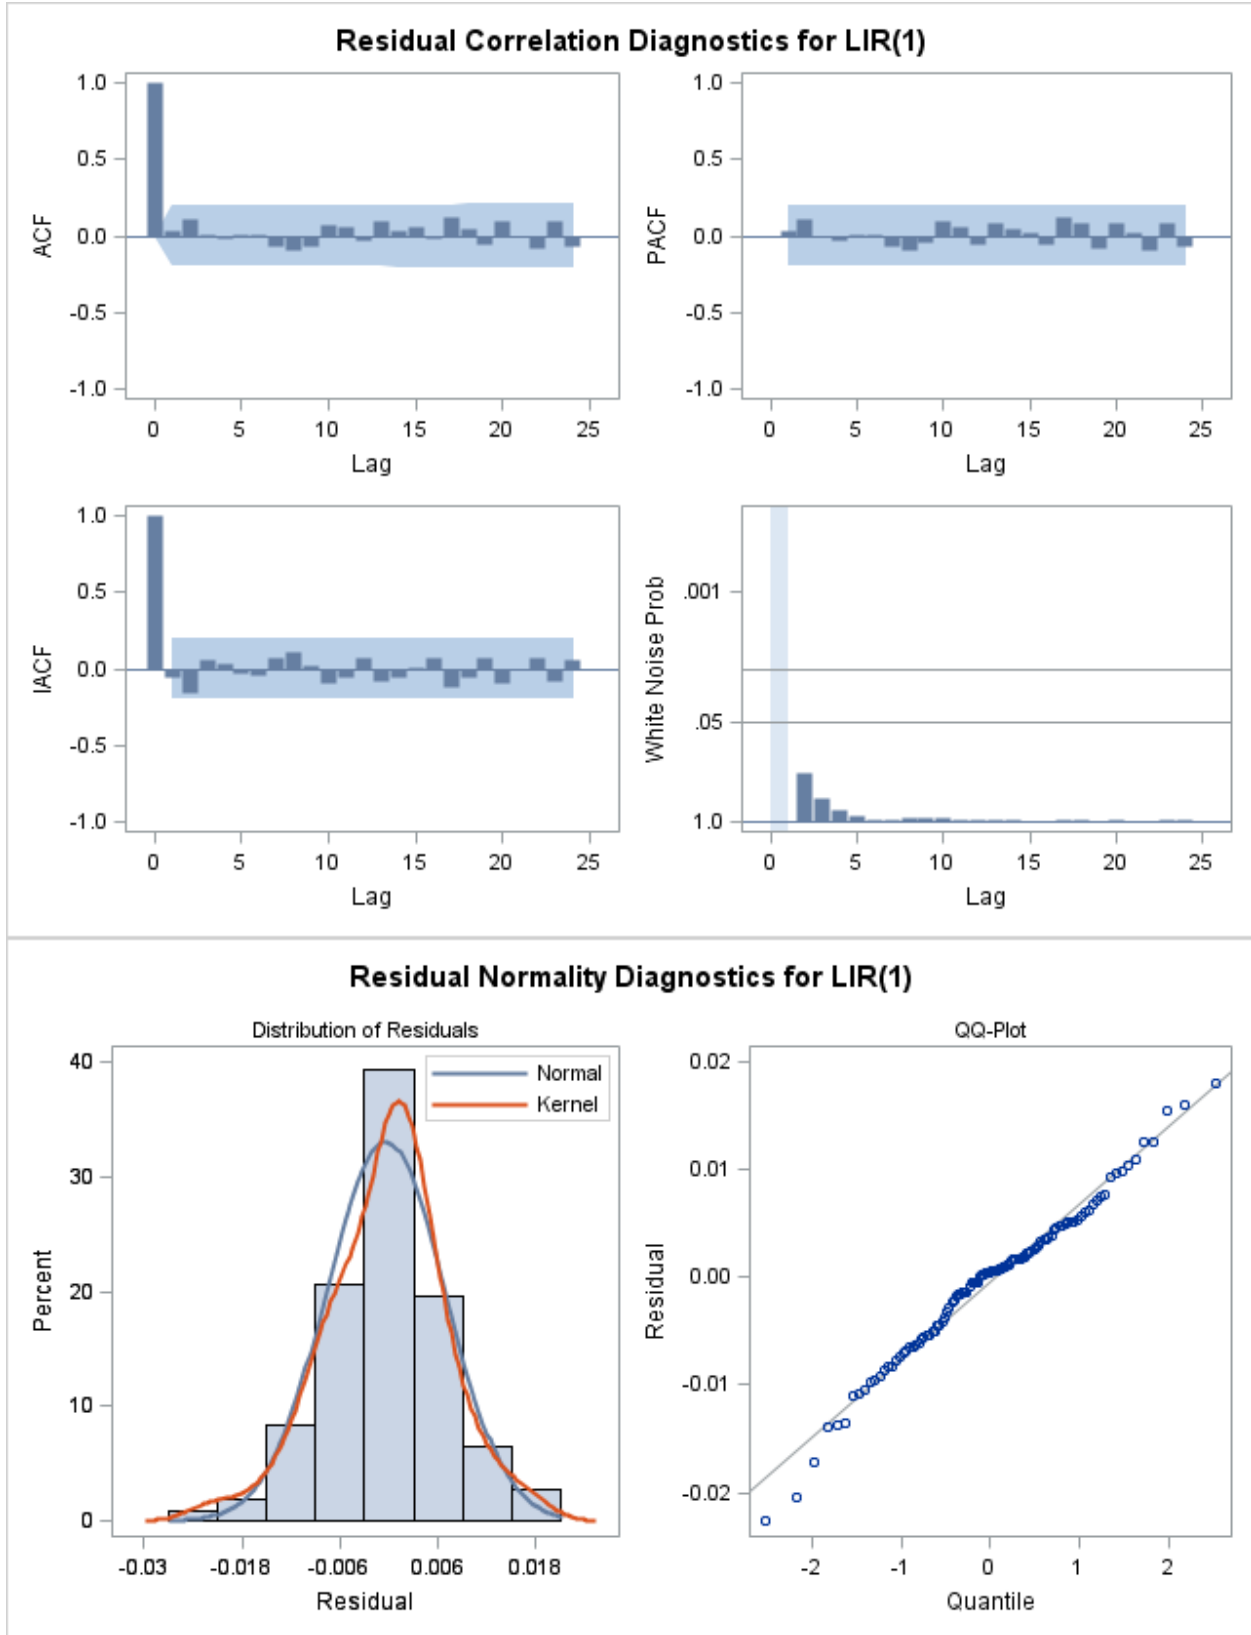 Residual Correlation Diagnostics for LIR(1)
1.0
0.5
0.0
-0.5
-1.0
ACF
0 5 10 15 20 25
Lag
1.0
0.5
0.0
-0.5
-1.0
PACF
0 5 10 15 20 25
Lag
1.0
0.5
0.0
-0.5
-1.0
IACF
0 5 10 15 20 25
Lag
.001
.05
1.0
White Noise Prob
0 5 10 15 20 25
Lag
Residual Normality Diagnostics for LIR(1)
Distribution of Residuals
40
30
20
10
0
Percent
Normal
Kernel
-0.03 -0.018 -0.006 0.006 0.018
Residual
QQ-Plot
0.02
0.01
0.00
-0.01
-0.02
Residual
-2 -1 0 1 2
Quantile